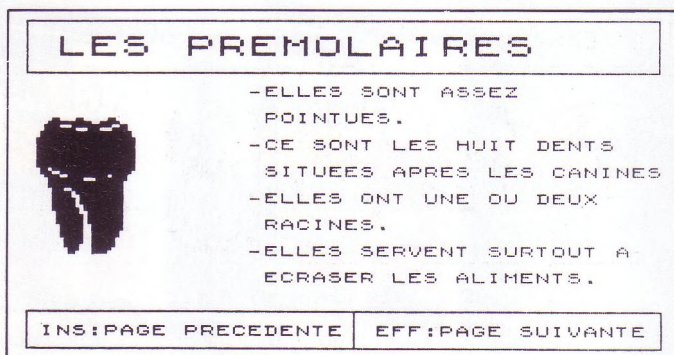 LES PREMOLAIRES
-ELLES SONT ASSEZ
POINTUES.
-CE SONT LES HUIT DENTS
SITUEES APRES LES CANINES
-ELLES ONT UNE OU DEUX
RACINES.
-ELLES SERVENT SURTOUT A
ECRASER LES ALIMENTS.
INS:PAGE PRECEDENTE EFF:PAGE SUIVANTE